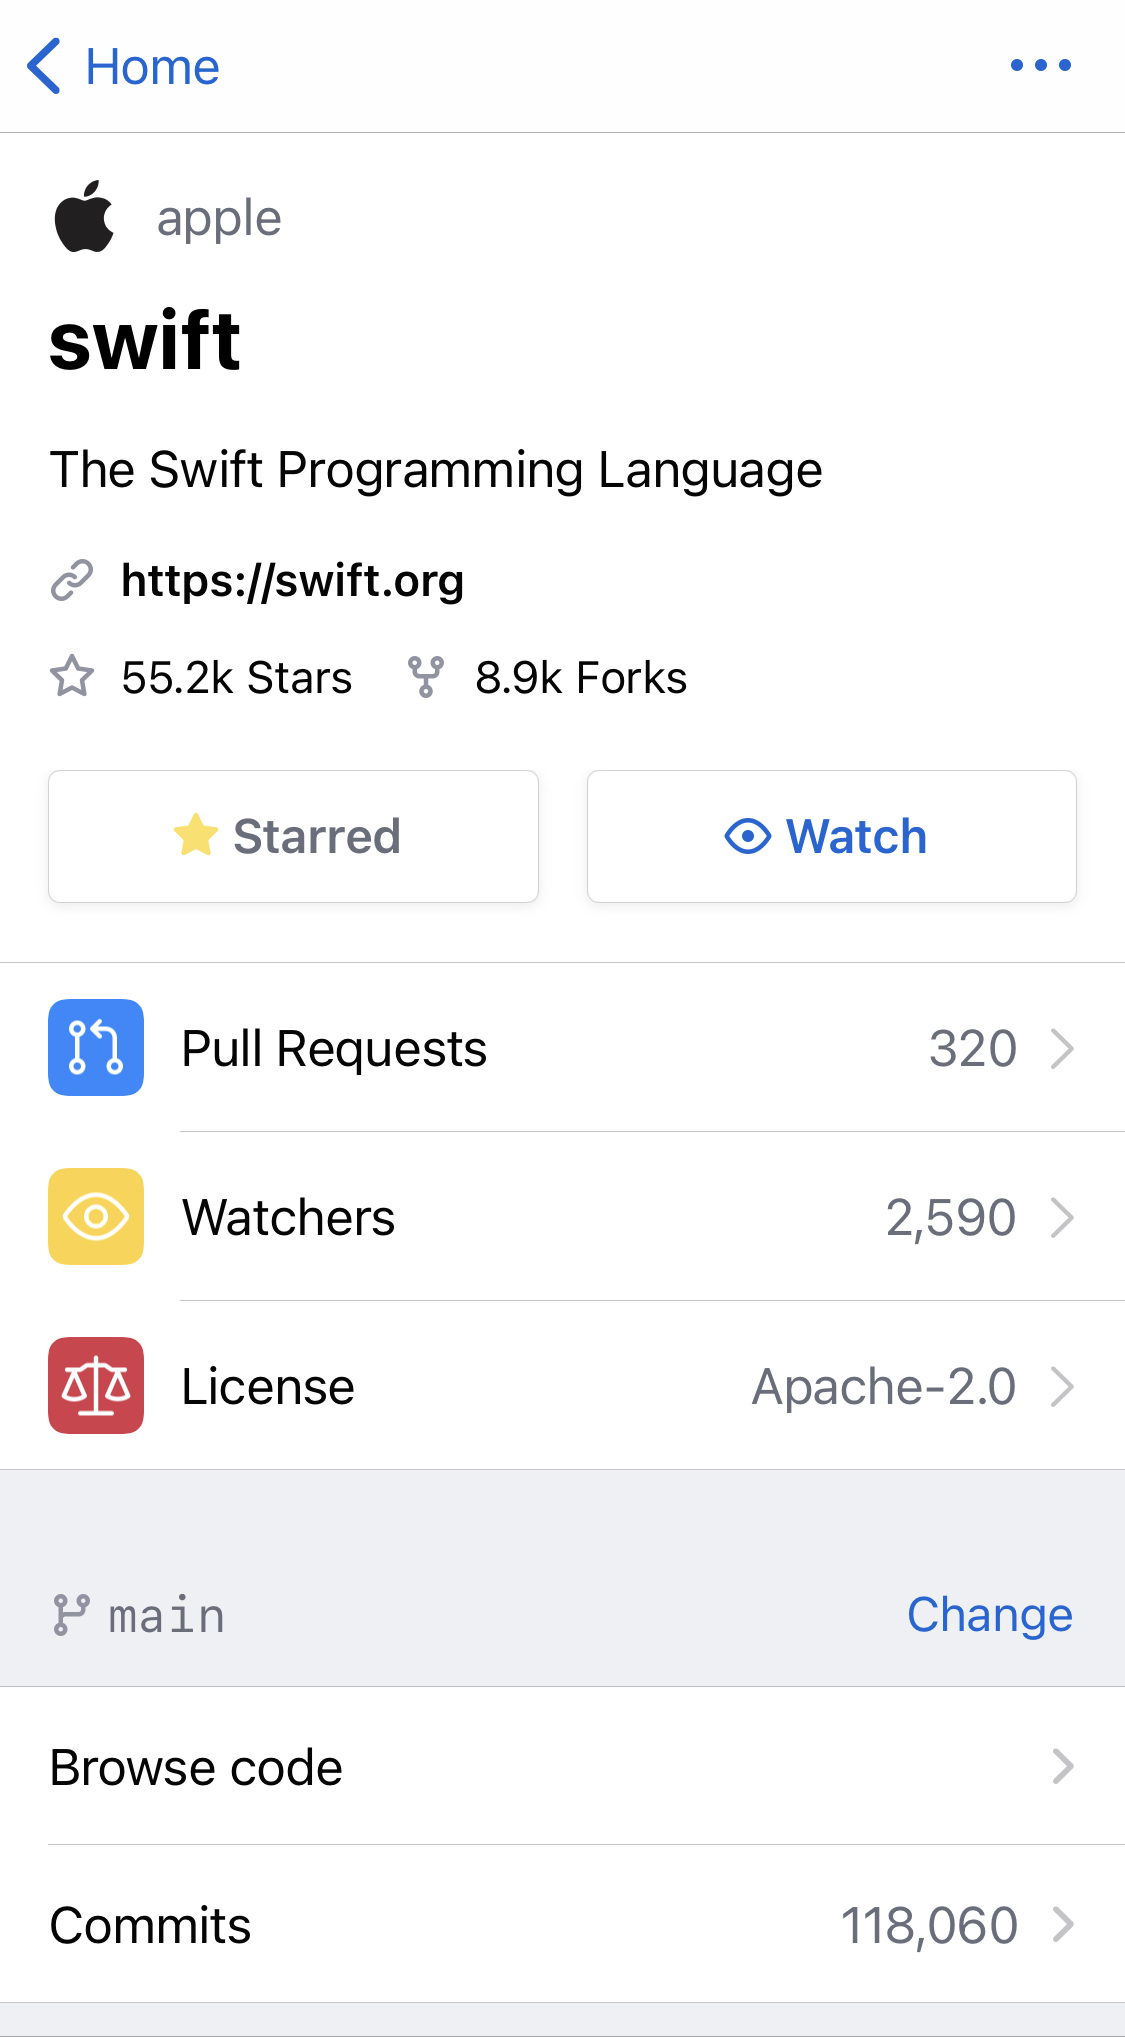 Home
apple
swift
The Swift Programming Language
https://swift.org
55.2k Stars 8.9k Forks
Starred Watch
Pull Requests 320
Watchers 2,590
License Apache-2.0
main Change
Browse code
Commits 118,060